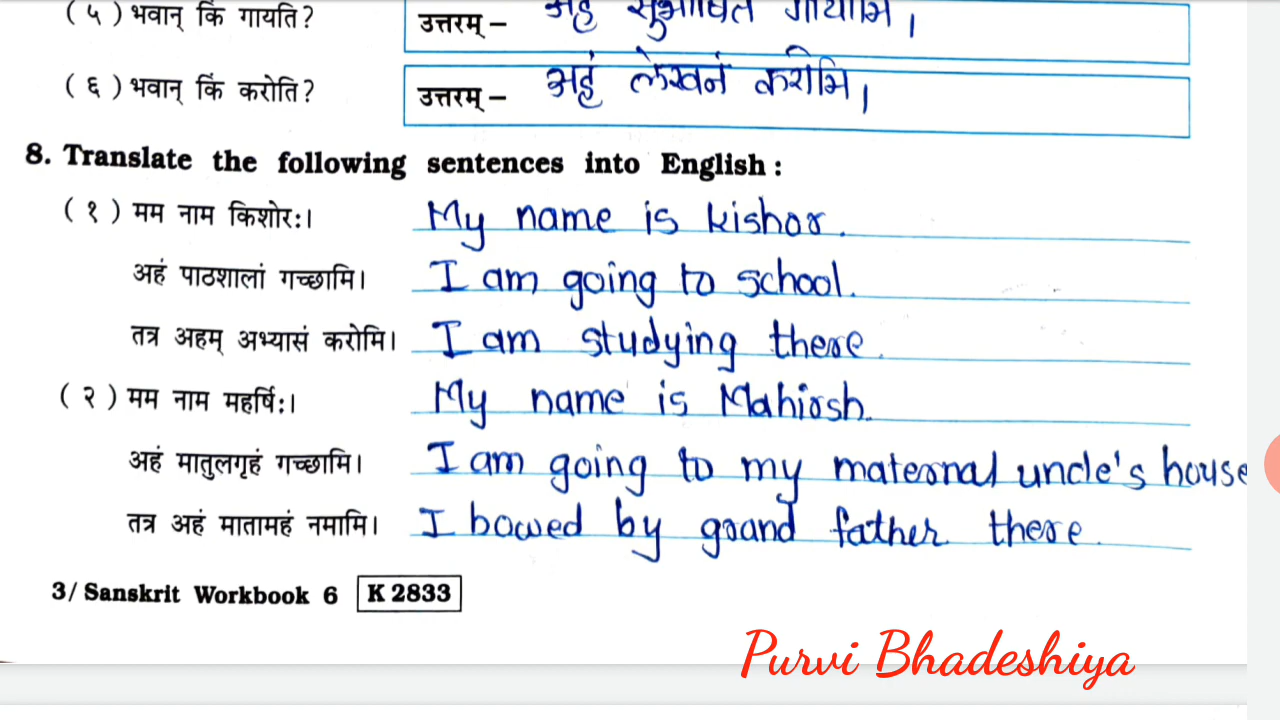 ( ५ ) भवान् किं गायति? उत्तरम् – अहं सुभाषितं गायामि।
( ६ ) भवान् किं करोति? उत्तरम् – अहं लेखनं करोमि।
8. Translate the following sentences into English :
( १ ) मम नाम किशोरः। My name is kishor.
अहं पाठशालां गच्छामि। I am going to school.
तत्र अहम् अभ्यासं करोमि। I am studying there.
( २ ) मम नाम महर्षिः। My name is Mahirsh.
अहं मातुलगृहं गच्छामि। I am going to my maternal uncle's house
तत्र अहं मातामहं नमामि। I bowed by grand father there.
3/ Sanskrit Workbook 6 K 2833
Purvi Bhadeshiya